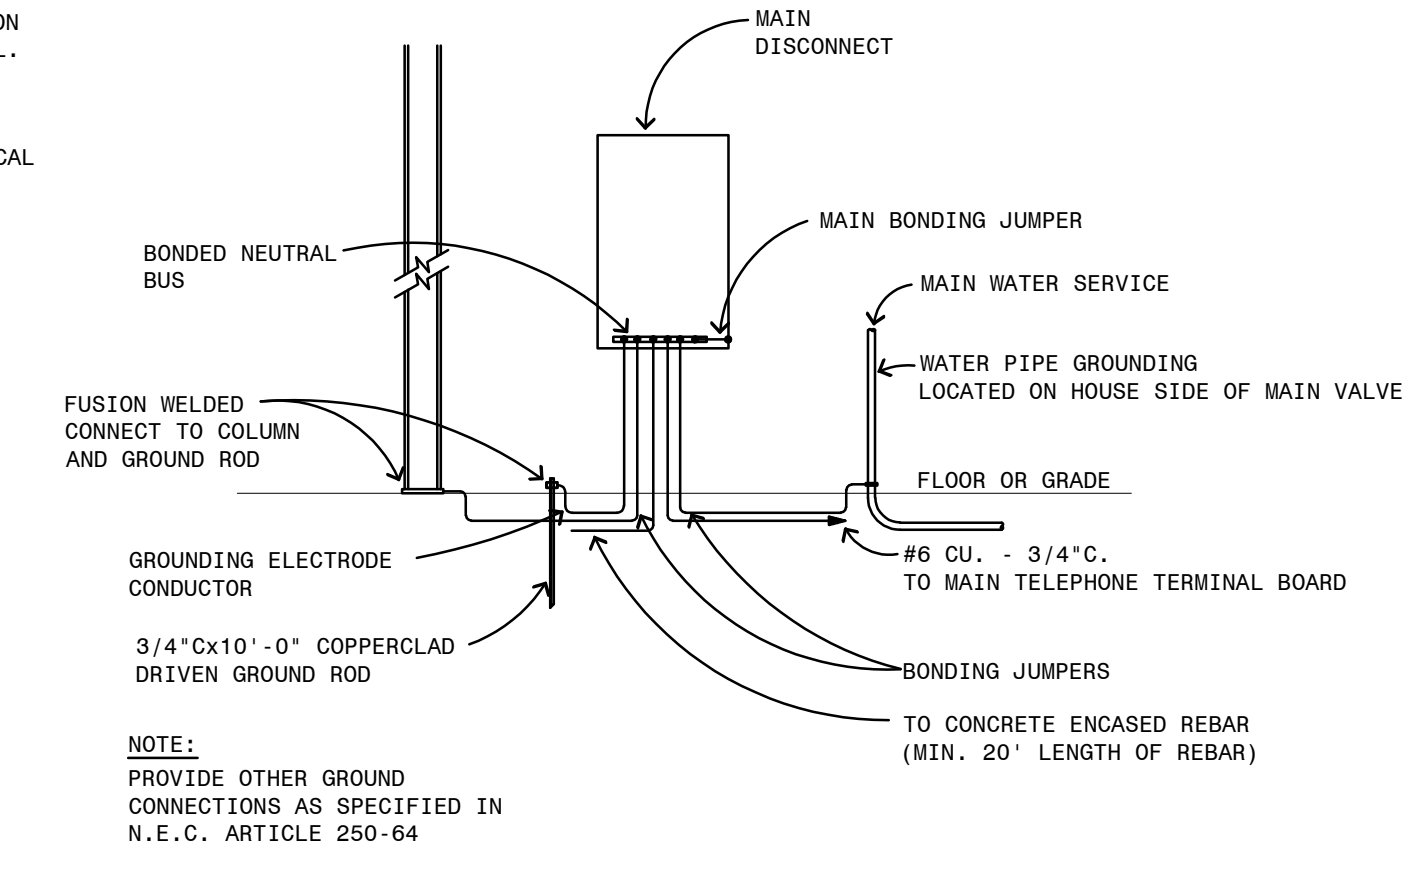 ON
L.
CAL
MAIN
DISCONNECT
MAIN BONDING JUMPER
BONDED NEUTRAL
BUS
MAIN WATER SERVICE
WATER PIPE GROUNDING
LOCATED ON HOUSE SIDE OF MAIN VALVE
FUSION WELDED
CONNECT TO COLUMN
AND GROUND ROD
FLOOR OR GRADE
GROUNDING ELECTRODE
CONDUCTOR
#6 CU. - 3/4"C.
TO MAIN TELEPHONE TERMINAL BOARD
3/4"Cx10'-0" COPPERCLAD
DRIVEN GROUND ROD
BONDING JUMPERS
TO CONCRETE ENCASED REBAR
(MIN. 20' LENGTH OF REBAR)
NOTE:
PROVIDE OTHER GROUND
CONNECTIONS AS SPECIFIED IN
N.E.C. ARTICLE 250-64